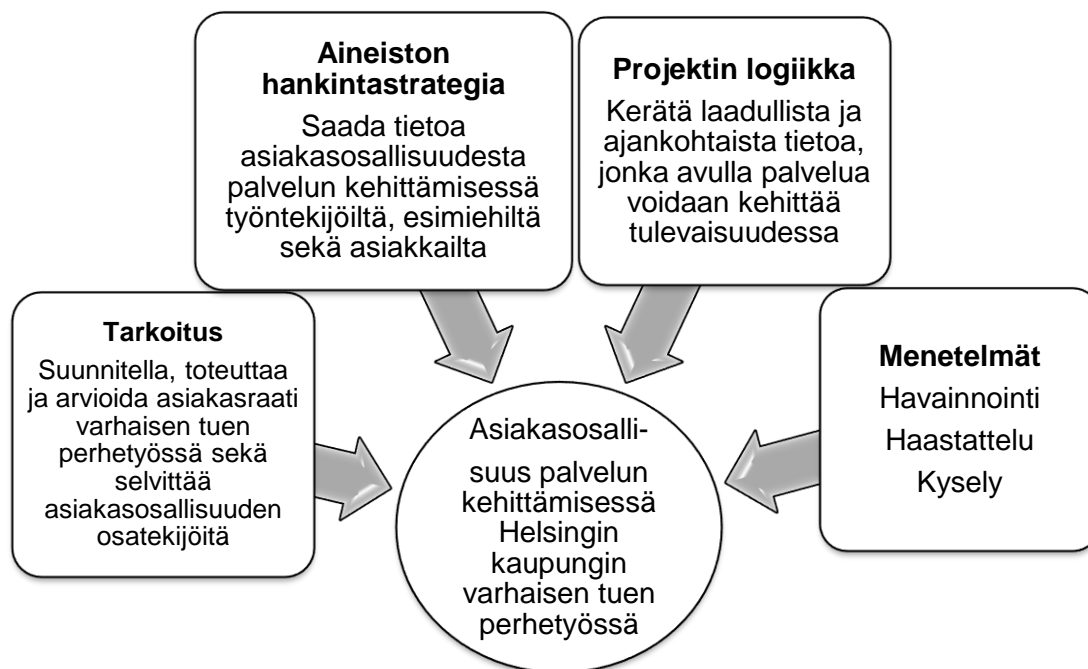 Aineiston
hankintastrategia
Saada tietoa
asiakasosallisuudesta
palvelun kehittämisessä
työntekijöiltä, esimiehiltä
sekä asiakkailta
Projektin logiikka
Kerätä laadullista ja
ajankohtaista tietoa,
jonka avulla palvelua
voidaan kehittää
tulevaisuudessa
Tarkoitus
Suunnitella, toteuttaa
ja arvioida asiakasraati
varhaisen tuen
perhetyössä sekä
selvittää
asiakasosallisuuden
osatekijöitä
Menetelmät
Havainnointi
Haastattelu
Kysely
Asiakasosalli-
suus palvelun
kehittämisessä
Helsingin
kaupungin
varhaisen tuen
perhetyössä